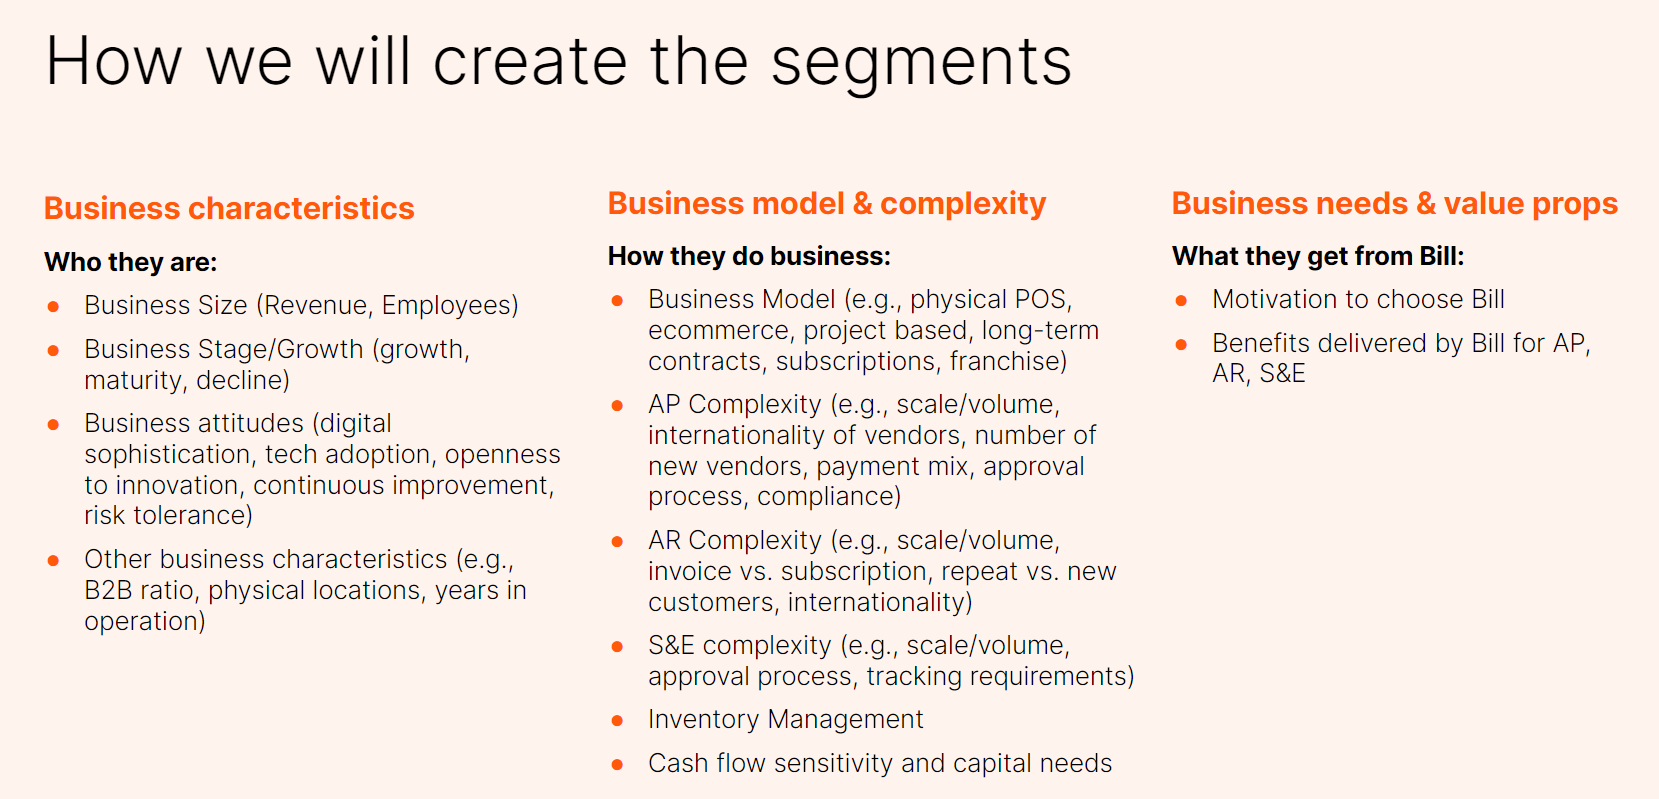 How we will create the segments
Business characteristics
Who they are:
● Business Size (Revenue, Employees)
● Business Stage/Growth (growth,
maturity, decline)
● Business attitudes (digital
sophistication, tech adoption, openness
to innovation, continuous improvement,
risk tolerance)
● Other business characteristics (e.g.,
B2B ratio, physical locations, years in
operation)
Business model & complexity
How they do business:
● Business Model (e.g., physical POS,
ecommerce, project based, long-term
contracts, subscriptions, franchise)
● AP Complexity (e.g., scale/volume,
internationality of vendors, number of
new vendors, payment mix, approval
process, compliance)
● AR Complexity (e.g., scale/volume,
invoice vs. subscription, repeat vs. new
customers, internationality)
● S&E complexity (e.g., scale/volume,
approval process, tracking requirements)
● Inventory Management
● Cash flow sensitivity and capital needs
Business needs & value props
What they get from Bill:
● Motivation to choose Bill
● Benefits delivered by Bill for AP,
AR, S&E